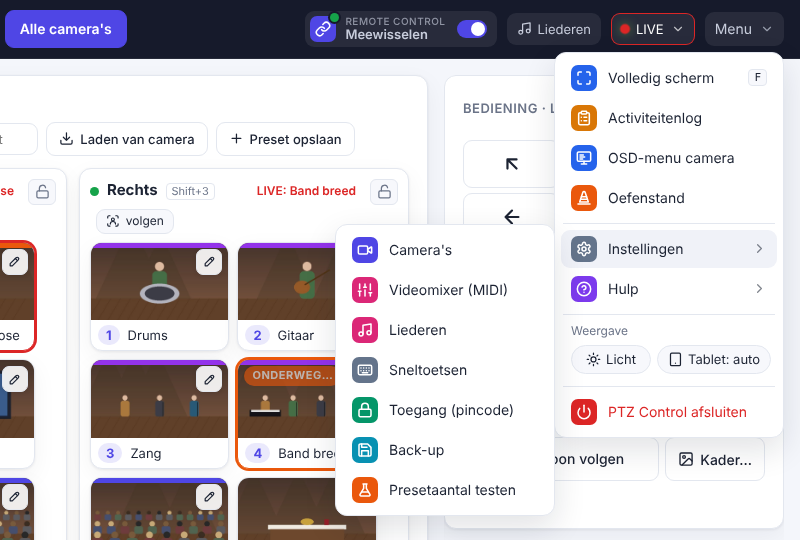 Alle camera's
REMOTE CONTROL
Meewisselen
Liederen
LIVE
Menu
Laden van camera
Preset opslaan
Rechts
Shift+3
LIVE: Band breed
volgen
1 Drums
2 Gitaar
3 Zang
ONDERWEG...
4
BEDIENING
Volledig scherm
F
Activiteitenlog
OSD-menu camera
Oefenstand
Instellingen
Hulp
Weergave
Licht
Tablet: auto
PTZ Control afsluiten
Camera's
Videomixer (MIDI)
Liederen
Sneltoetsen
Toegang (pincode)
Back-up
Presetaantal testen
volgen
Kader...